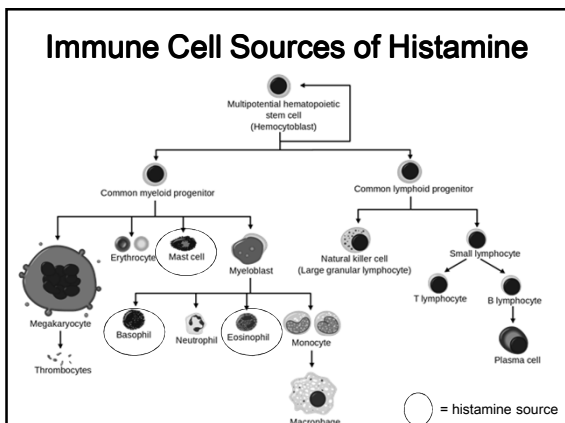 Immune Cell Sources of Histamine
Multipotential hematopoietic
stem cell
(Hemocytoblast)
Common myeloid progenitor
Common lymphoid progenitor
Erythrocyte
Mast cell
Myeloblast
Natural killer cell
(Large granular lymphocyte)
Small lymphocyte
T lymphocyte
B lymphocyte
Megakaryocyte
Basophil
Neutrophil
Eosinophil
Monocyte
Plasma cell
Thrombocytes
Macrophage
= histamine source